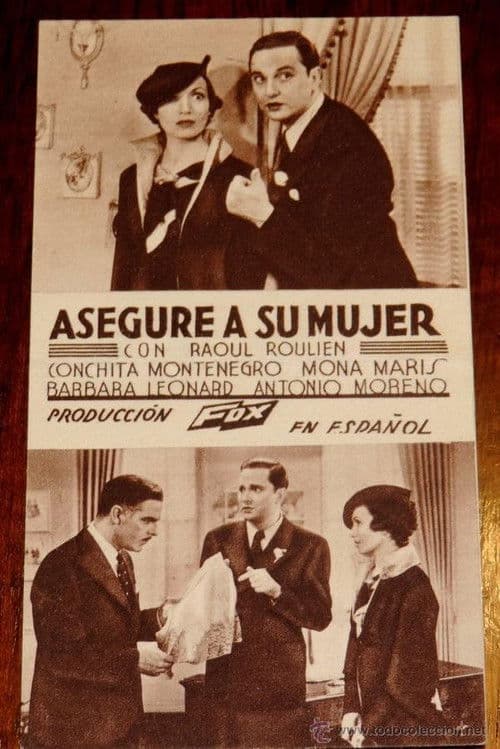 ASEGURE A SU MUJER
CON RAOUL ROULIEN
CONCHITA MONTENEGRO MONA MARIS
BARBARA LEONARD ANTONIO MORENO
PRODUCCIÓN FOX EN ESPAÑOL
todocoleccion.net